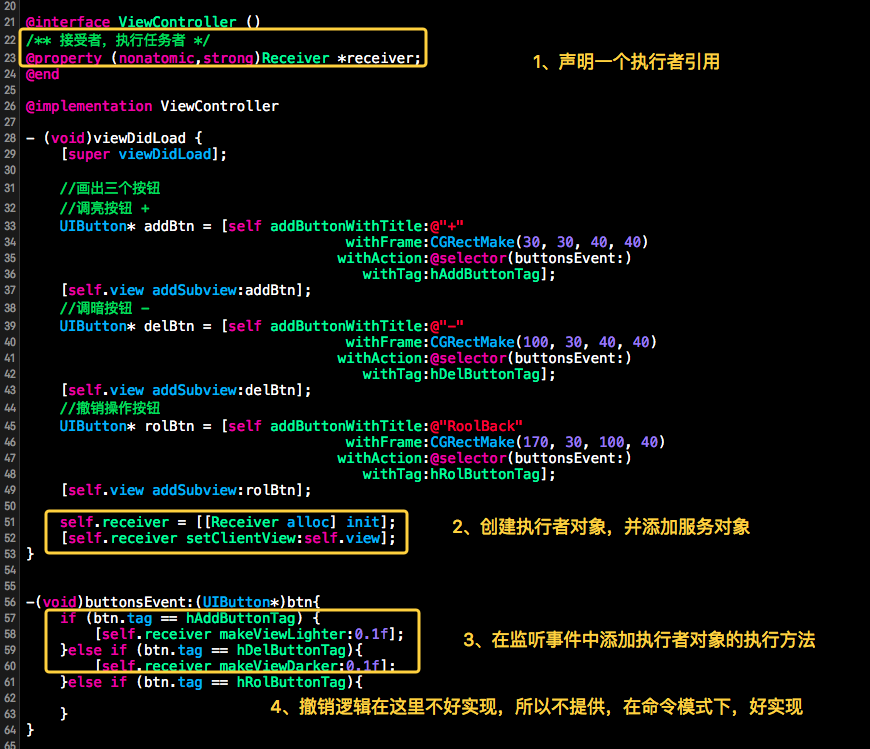 20
21 @interface ViewController ()
22 /** 接受者，执行任务者 */
23 @property (nonatomic,strong)Receiver *receiver;
1、声明一个执行者引用
24 @end
25
26 @implementation ViewController
27
28 - (void)viewDidLoad {
29 [super viewDidLoad];
30
31 //画出三个按钮
32 //调亮按钮 +
33 UIButton* addBtn = [self addButtonWithTitle:@"+"
34 withFrame:CGRectMake(30, 30, 40, 40)
35 withAction:@selector(buttonsEvent:)
36 withTag:hAddButtonTag];
37 [self.view addSubview:addBtn];
38 //调暗按钮 -
39 UIButton* delBtn = [self addButtonWithTitle:@"-"
40 withFrame:CGRectMake(100, 30, 40, 40)
41 withAction:@selector(buttonsEvent:)
42 withTag:hDelButtonTag];
43 [self.view addSubview:delBtn];
44 //撤销操作按钮
45 UIButton* rolBtn = [self addButtonWithTitle:@"RoolBack"
46 withFrame:CGRectMake(170, 30, 100, 40)
47 withAction:@selector(buttonsEvent:)
48 withTag:hRolButtonTag];
49 [self.view addSubview:rolBtn];
50
51 self.receiver = [[Receiver alloc] init];
2、创建执行者对象，并添加服务对象
52 [self.receiver setClientView:self.view];
53 }
54
55
56 -(void)buttonsEvent:(UIButton*)btn{
57 if (btn.tag == hAddButtonTag) {
58 [self.receiver makeViewLighter:0.1f];
3、在监听事件中添加执行者对象的执行方法
59 }else if (btn.tag == hDelButtonTag){
60 [self.receiver makeViewDarker:0.1f];
61 }else if (btn.tag == hRolButtonTag){
62
4、撤销逻辑在这里不好实现，所以不提供，在命令模式下，好实现
63 }
64 }
65